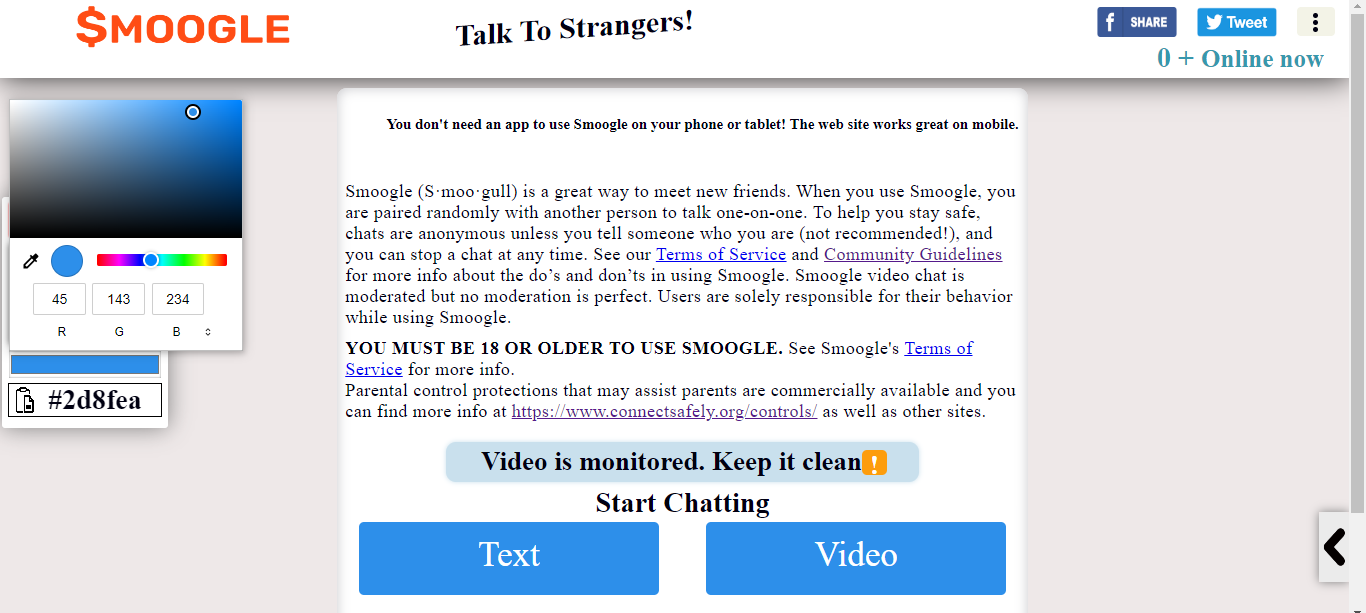 $MOOGLE
Talk To Strangers!
SHARE
Tweet
0 + Online now
You don't need an app to use Smoogle on your phone or tablet! The web site works great on mobile.
Smoogle (S·moo·gull) is a great way to meet new friends. When you use Smoogle, you
are paired randomly with another person to talk one-on-one. To help you stay safe,
chats are anonymous unless you tell someone who you are (not recommended!), and
you can stop a chat at any time. See our Terms of Service and Community Guidelines
for more info about the do’s and don’ts in using Smoogle. Smoogle video chat is
moderated but no moderation is perfect. Users are solely responsible for their behavior
while using Smoogle.
YOU MUST BE 18 OR OLDER TO USE SMOOGLE. See Smoogle's Terms of
Service for more info.
Parental control protections that may assist parents are commercially available and you
can find more info at https://www.connectsafely.org/controls/ as well as other sites.
45 143 234
R G B
#2d8fea
Video is monitored. Keep it clean❗
Start Chatting
Text
Video